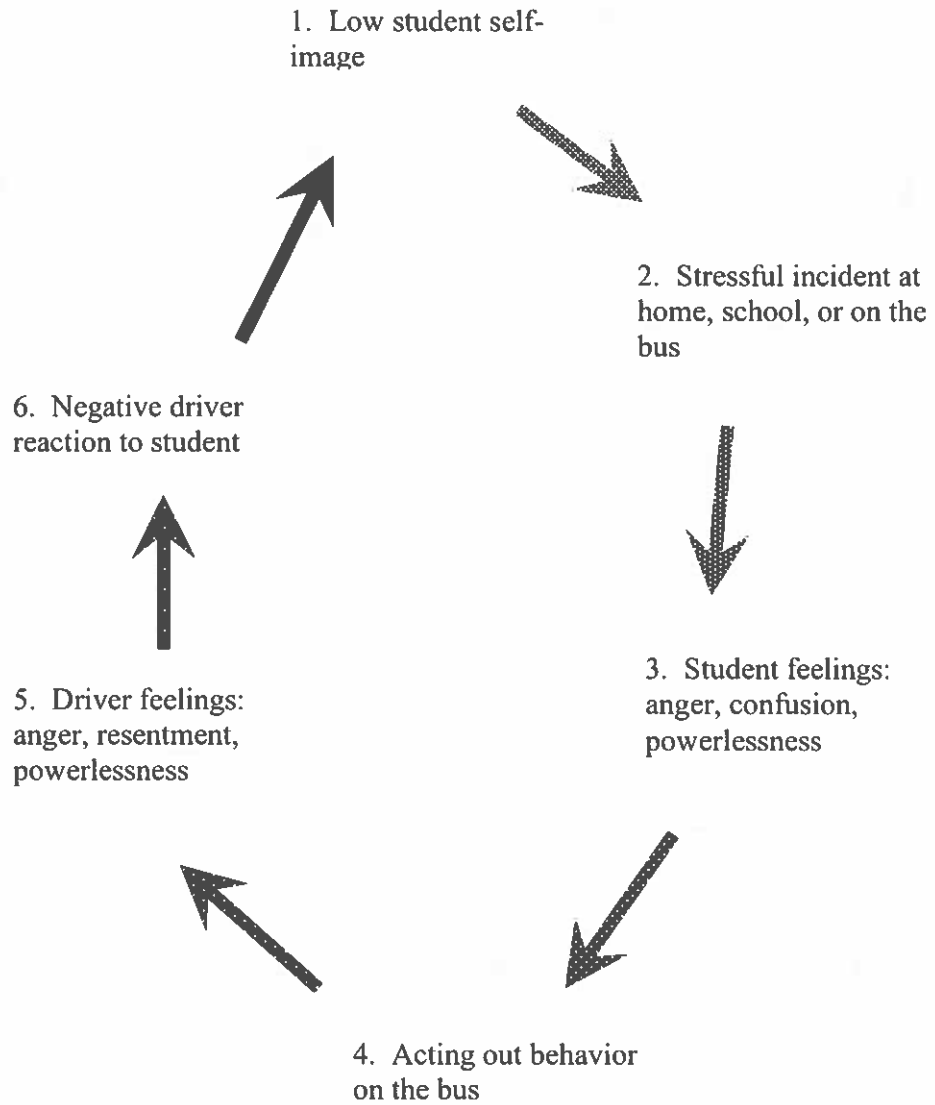 1.  Low student self-
image
2.  Stressful incident at
home, school, or on the
bus
3.  Student feelings:
anger, confusion,
powerlessness
4.  Acting out behavior
on the bus
5.  Driver feelings:
anger, resentment,
powerlessness
6.  Negative driver
reaction to student